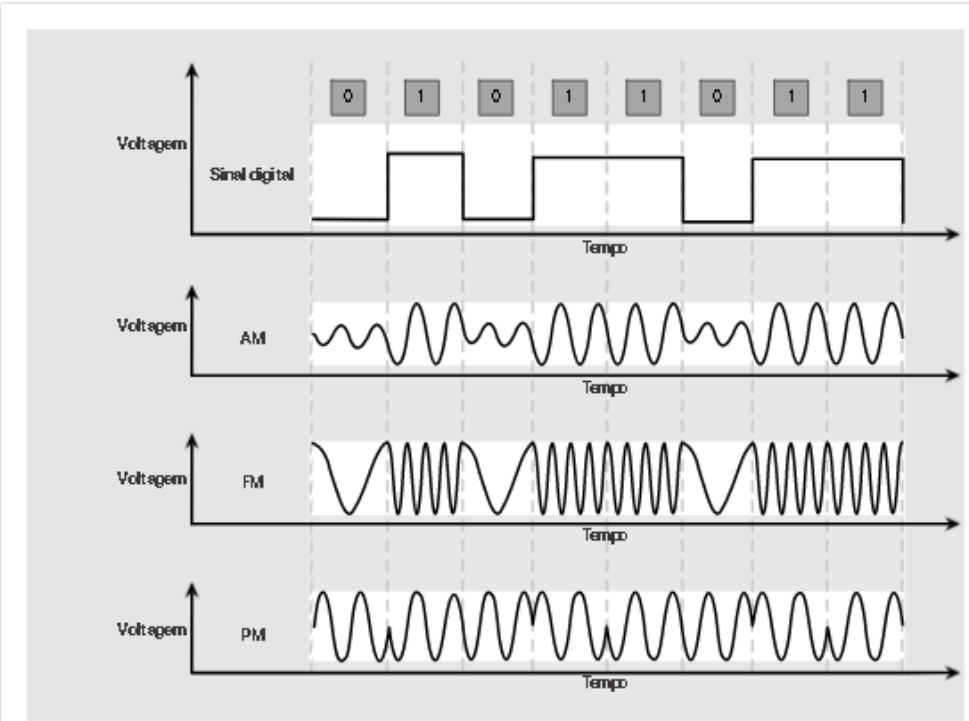 0 1 0 1 1 0 1 1
Voltagem
Sinal digital
Tempo
Voltagem
AM
Tempo
Voltagem
FM
Tempo
Voltagem
PM
Tempo